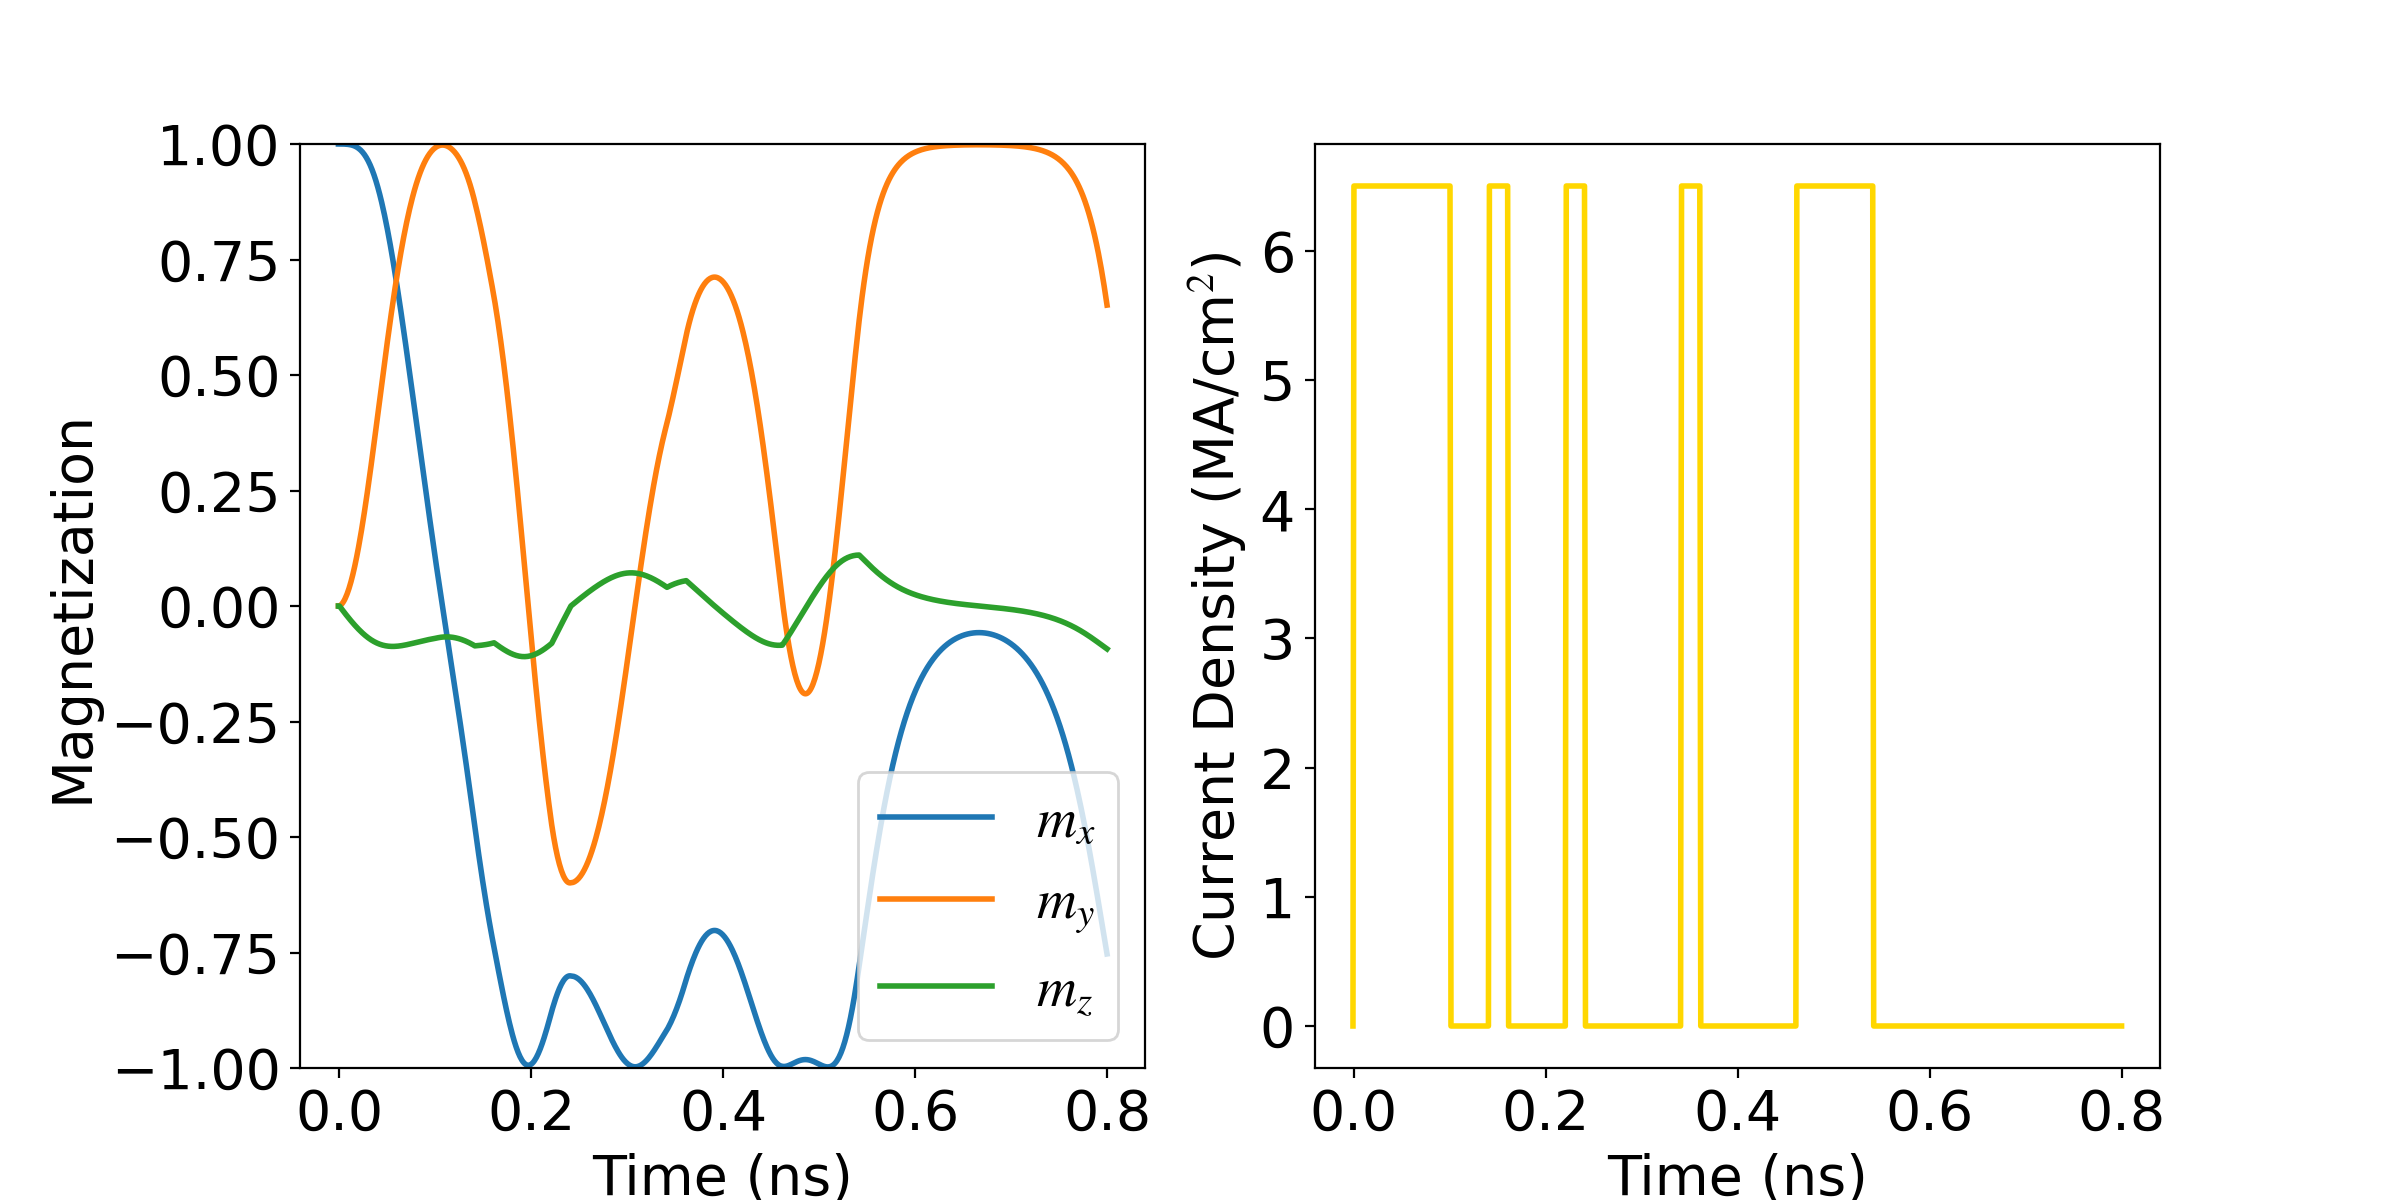 Magnetization
1.00
0.75
0.50
0.25
0.00
−0.25
−0.50
−0.75
−1.00
0.0 0.2 0.4 0.6 0.8
Time (ns)
m_x
m_y
m_z
Current Density (MA/cm²)
6
5
4
3
2
1
0
0.0 0.2 0.4 0.6 0.8
Time (ns)